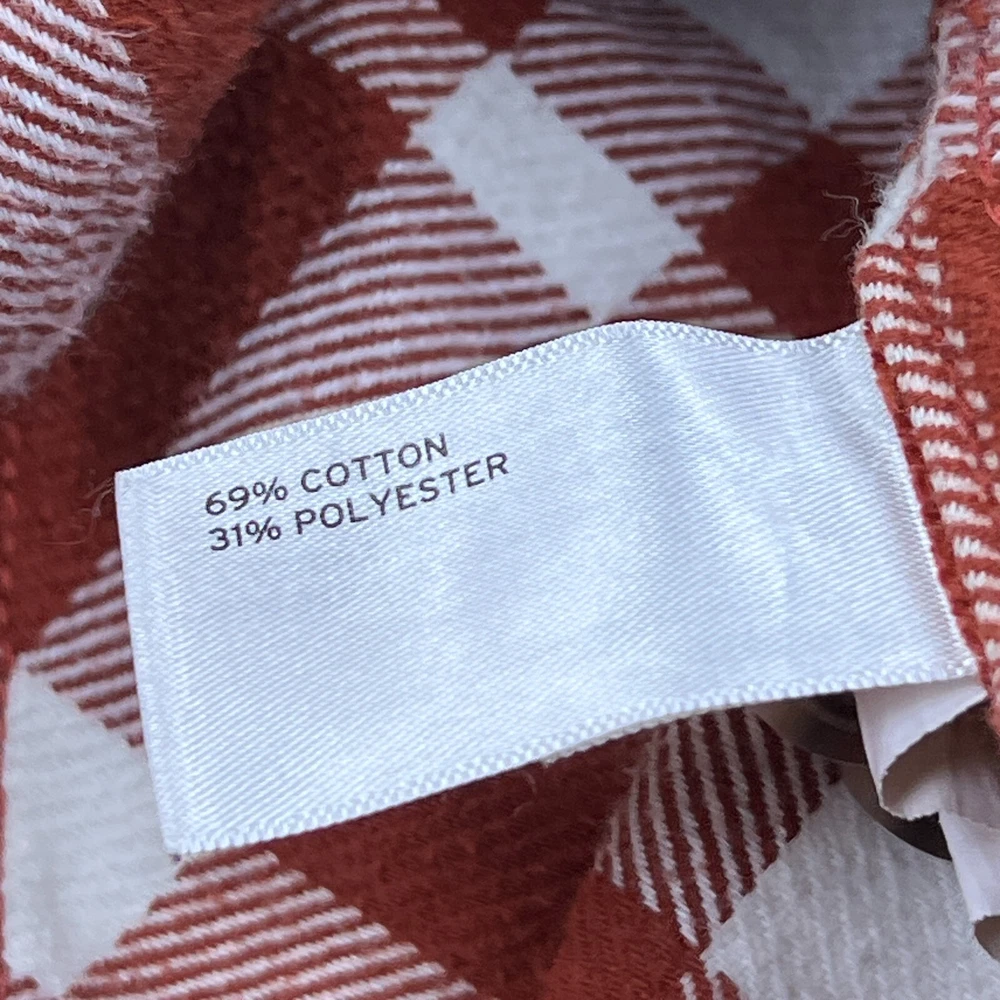 69% COTTON
31% POLYESTER